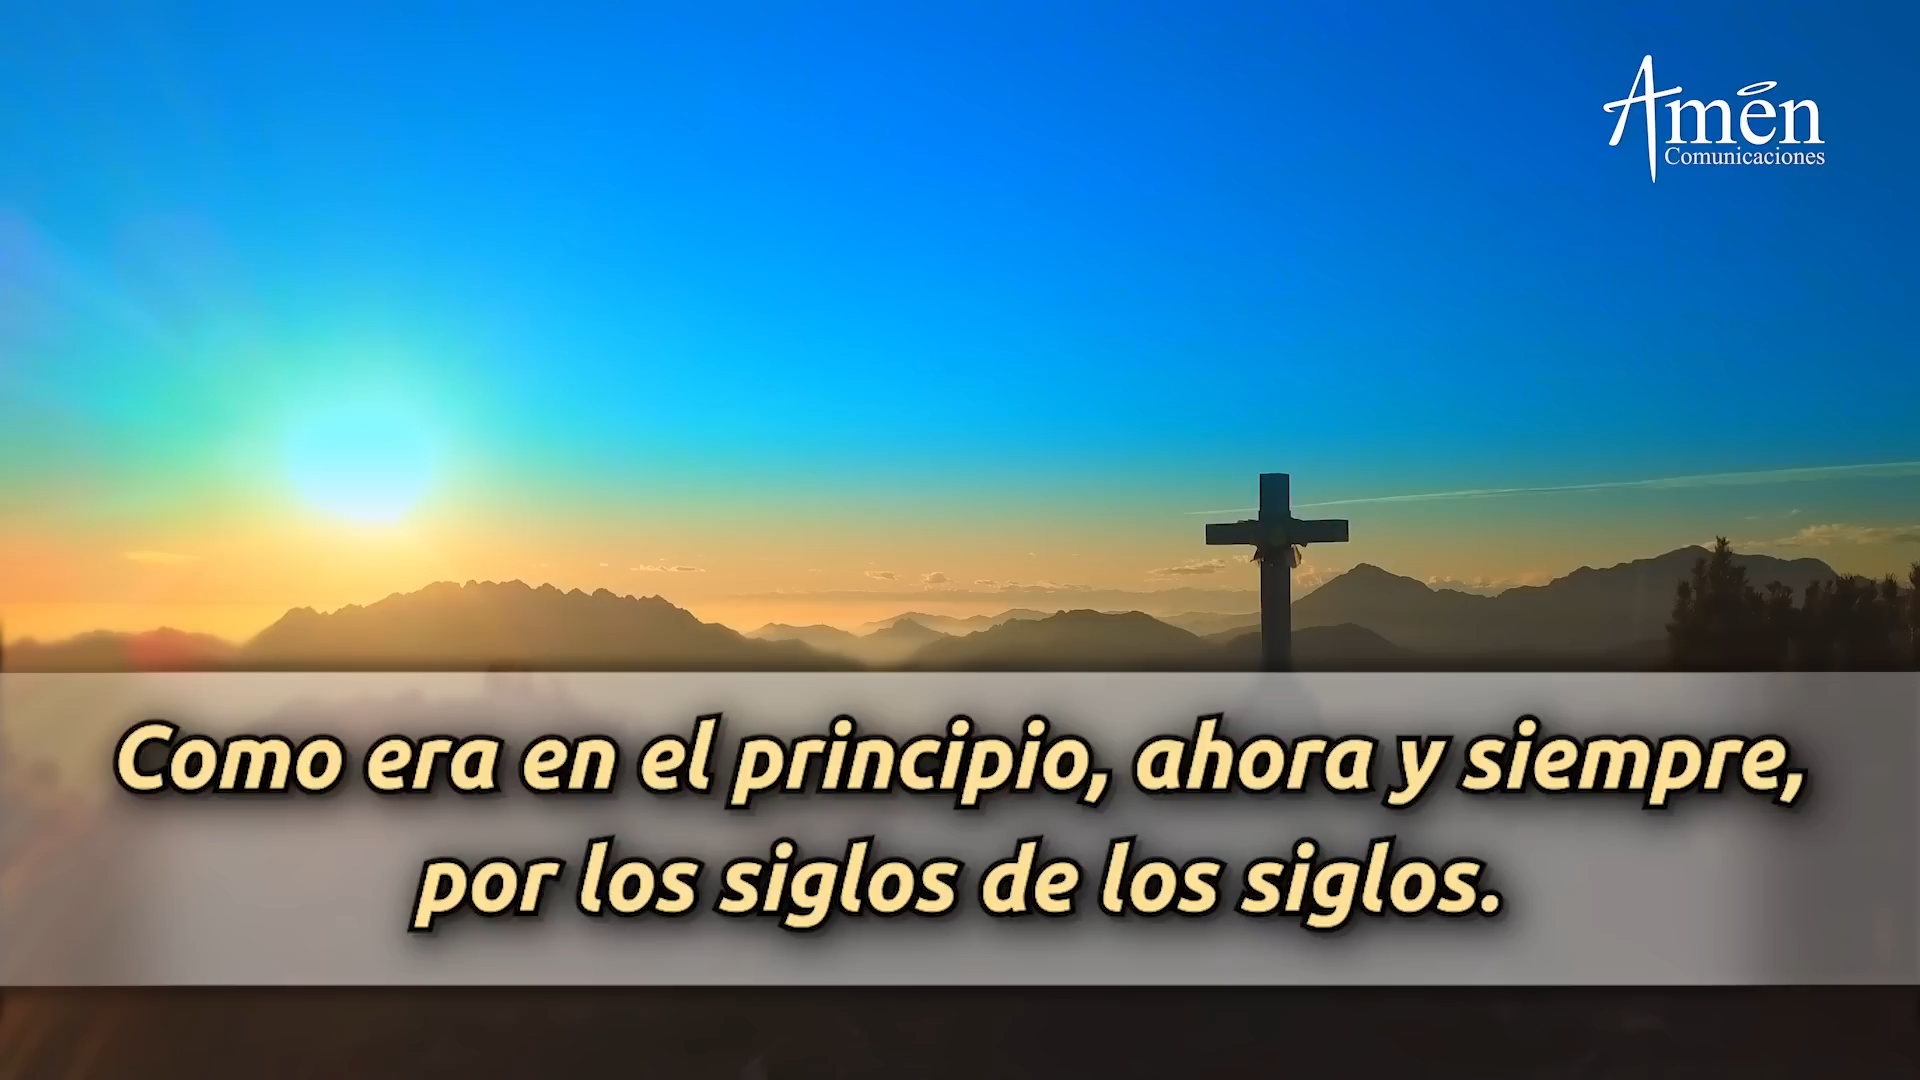 Amén
Comunicaciones
Como era en el principio, ahora y siempre,
por los siglos de los siglos.